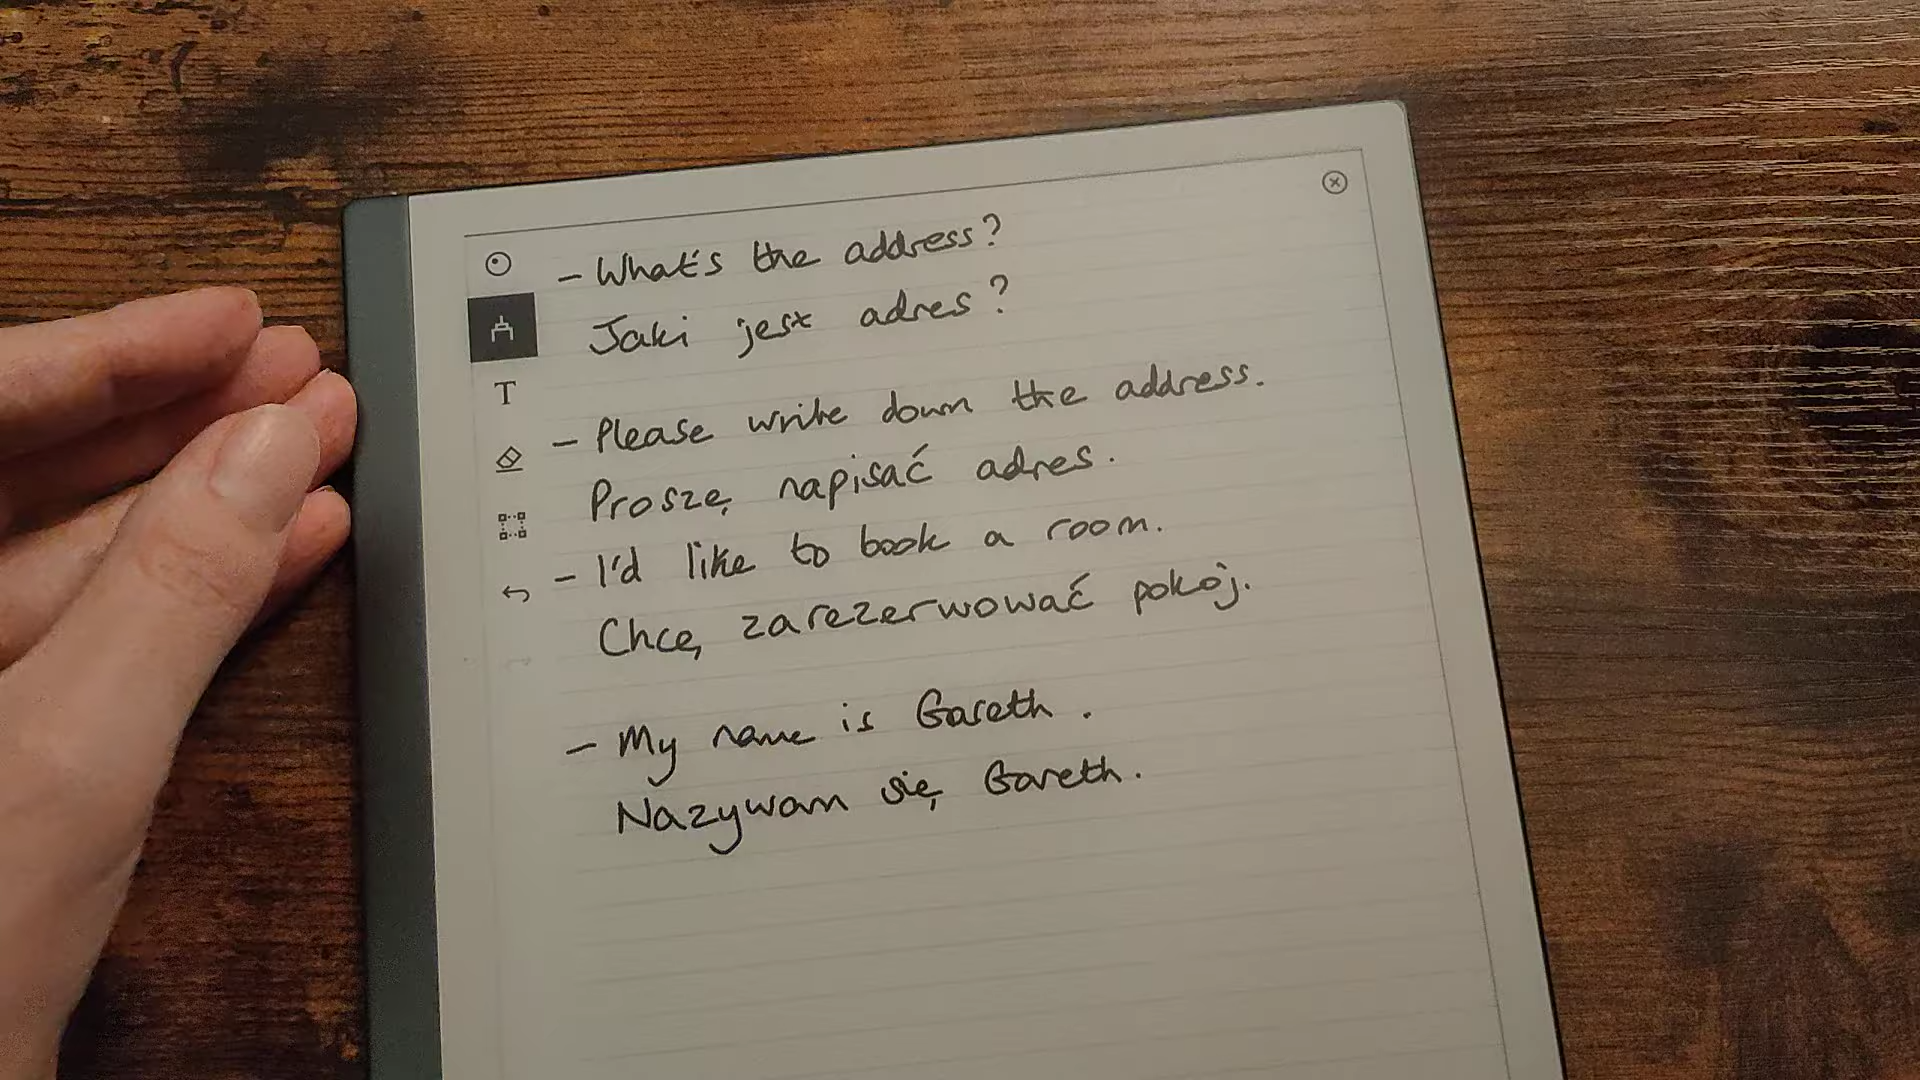 - What's the address?
Jaki jest adres?
- Please write down the address.
Proszę napisać adres.
- I'd like to book a room.
Chcę zarezerwować pokój.
- My name is Gareth.
Nazywam się Gareth.
T